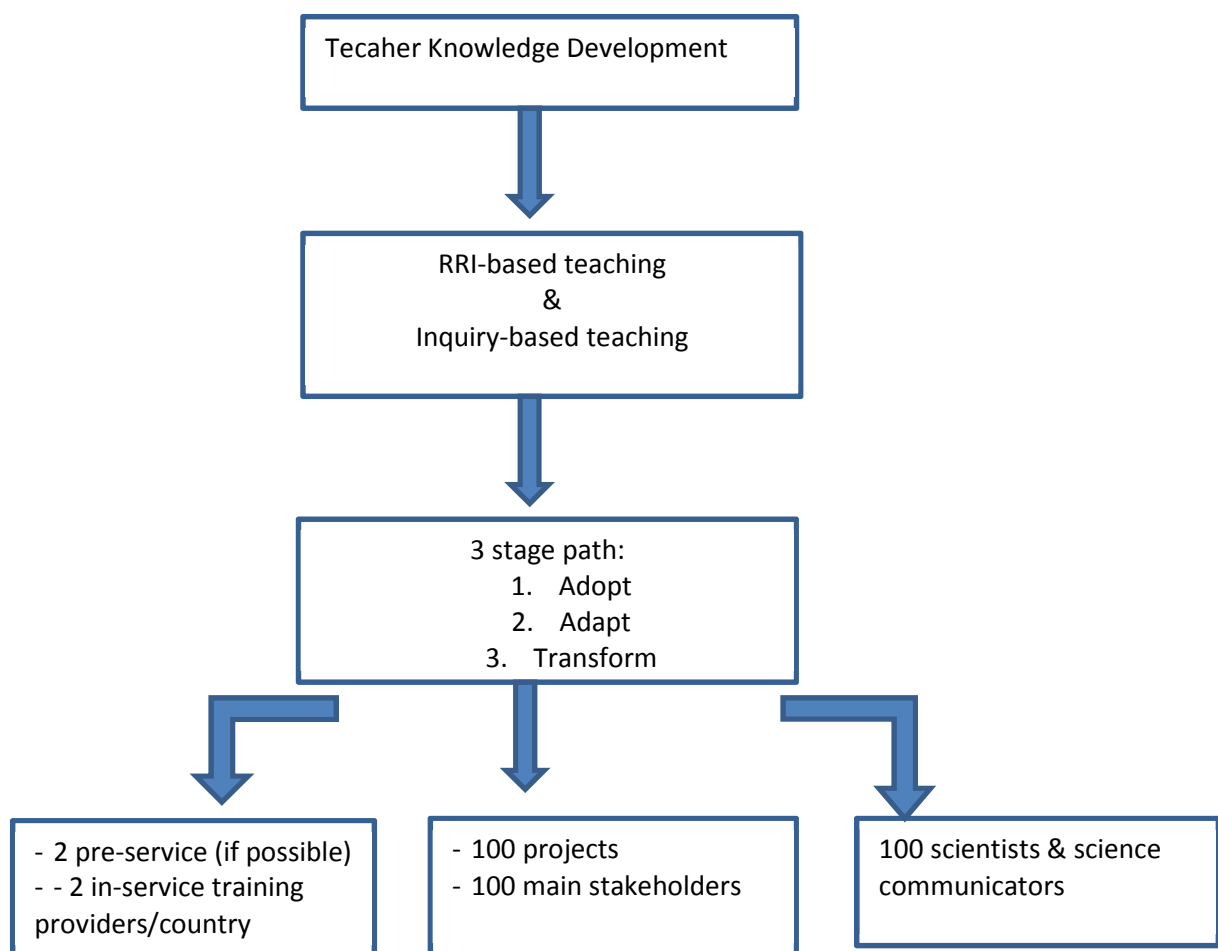 Tecaher Knowledge Development
RRI-based teaching
&
Inquiry-based teaching
3 stage path:
1. Adopt
2. Adapt
3. Transform
- 2 pre-service (if possible)
- - 2 in-service training
providers/country
- 100 projects
- 100 main stakeholders
100 scientists & science
communicators